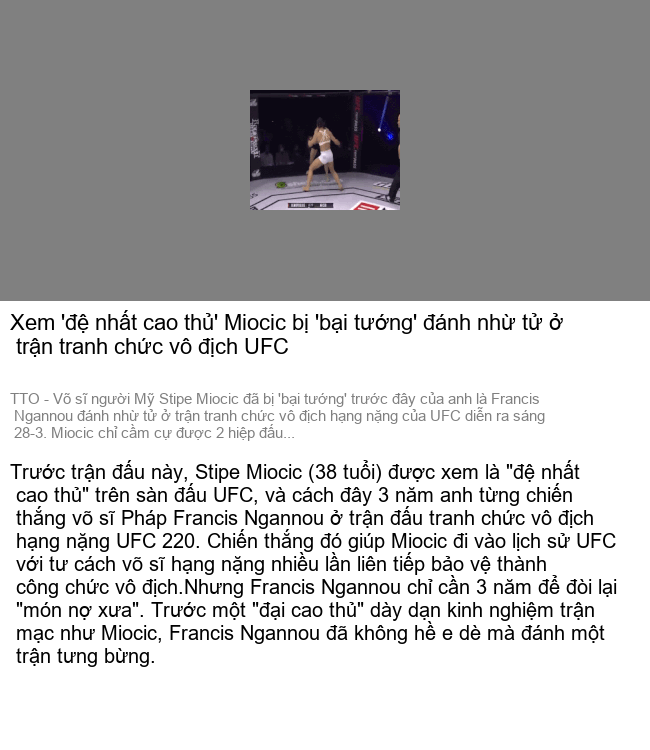 Xem 'đệ nhất cao thủ' Miocic bị 'bại tướng' đánh nhừ tử ở
trận tranh chức vô địch UFC
TTO - Võ sĩ người Mỹ Stipe Miocic đã bị 'bại tướng' trước đây của anh là Francis
Ngannou đánh nhừ tử ở trận tranh chức vô địch hạng nặng của UFC diễn ra sáng
28-3. Miocic chỉ cầm cự được 2 hiệp đấu...
Trước trận đấu này, Stipe Miocic (38 tuổi) được xem là "đệ nhất
cao thủ" trên sàn đấu UFC, và cách đây 3 năm anh từng chiến
thắng võ sĩ Pháp Francis Ngannou ở trận đấu tranh chức vô địch
hạng nặng UFC 220. Chiến thắng đó giúp Miocic đi vào lịch sử UFC
với tư cách võ sĩ hạng nặng nhiều lần liên tiếp bảo vệ thành
công chức vô địch.Nhưng Francis Ngannou chỉ cần 3 năm để đòi lại
"món nợ xưa". Trước một "đại cao thủ" dày dạn kinh nghiệm trận
mạc như Miocic, Francis Ngannou đã không hề e dè mà đánh một
trận tưng bừng.